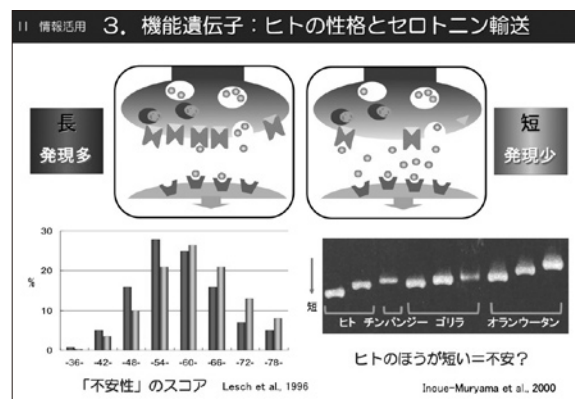 II 情報活用 3. 機能遺伝子：ヒトの性格とセロトニン輸送
長
発現多
短
発現少
30
20
10
0
%
-36-
-42-
-48-
-54-
-60-
-66-
-72-
-78-
「不安性」のスコア
Lesch et al., 1996
短
ヒト
チンパンジー
ゴリラ
オランウータン
ヒトのほうが短い＝不安？
Inoue-Muryama et al., 2000